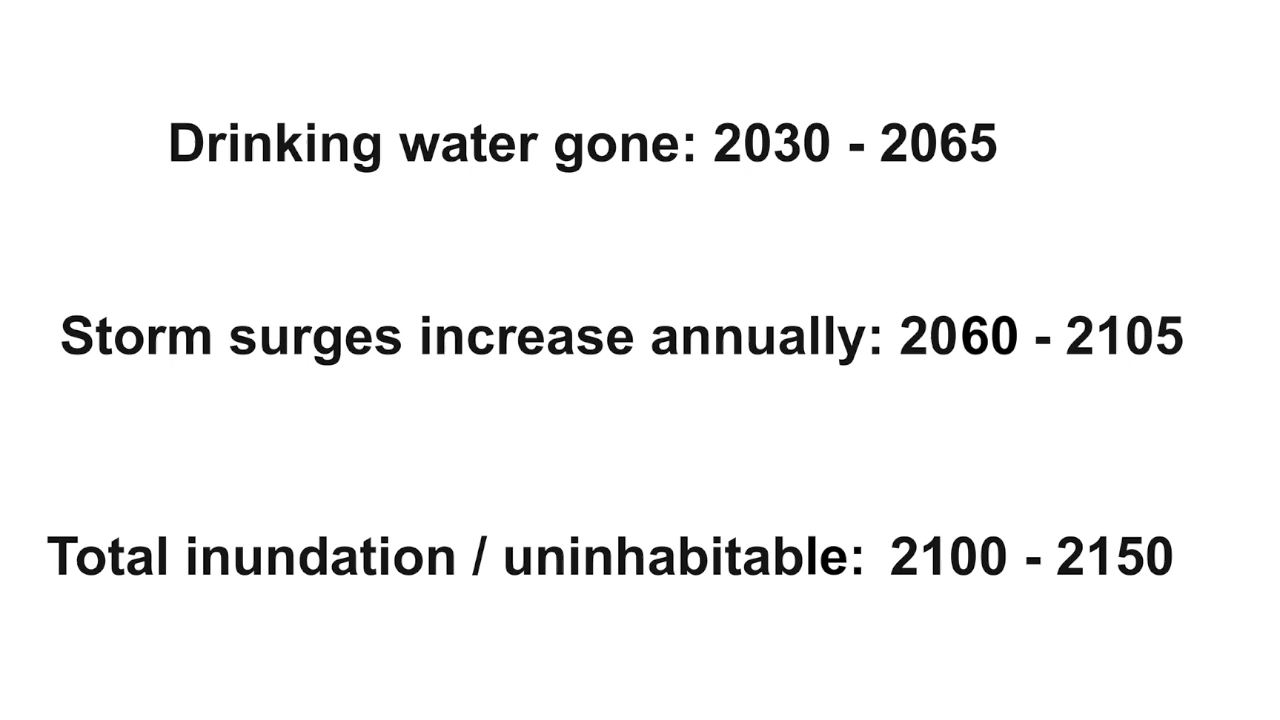 Drinking water gone: 2030 - 2065
Storm surges increase annually: 2060 - 2105
Total inundation / uninhabitable: 2100 - 2150